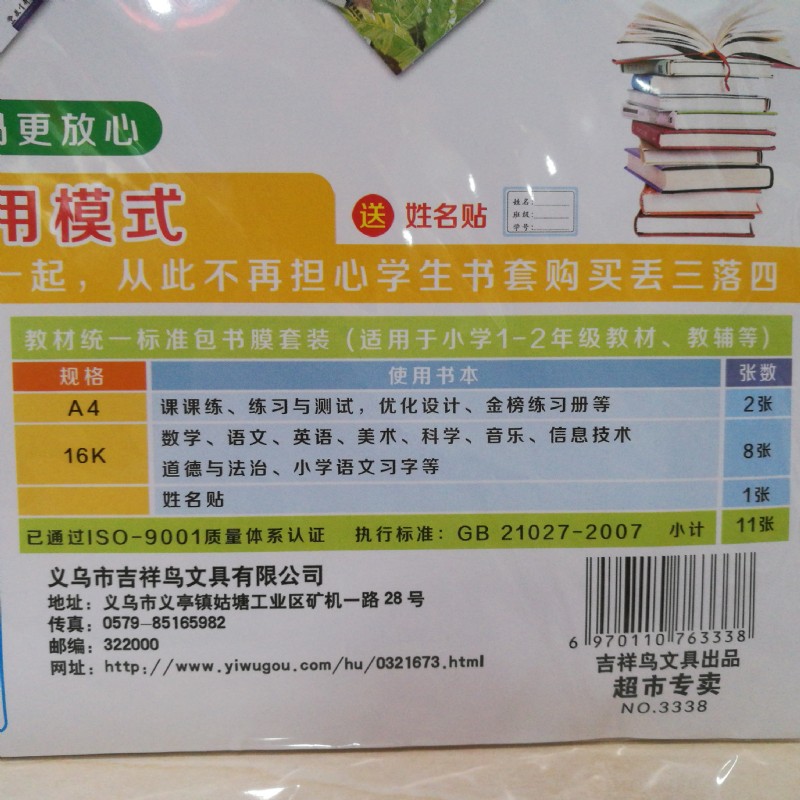 更放心
用模式
送 姓名贴
姓名:
班级:
学号:
一起，从此不再担心学生书套购买丢三落四
教材统一标准包书膜套装（适用于小学1-2年级教材、教辅等）
规格 使用书本 张数
A4 课课练、练习与测试，优化设计、金榜练习册等 2张
16K 数学、语文、英语、美术、科学、音乐、信息技术 8张
道德与法治、小学语文习字等
姓名贴 1张
已通过ISO-9001质量体系认证 执行标准：GB 21027-2007 小计 11张
义乌市吉祥鸟文具有限公司
地址：义乌市义亭镇姑塘工业区矿机一路 28 号
传真：0579-85165982
邮编：322000
网址：http://www.yiwugou.com/hu/0321673.html
6 970110 763338
吉祥鸟文具出品
超市专卖
NO.3338